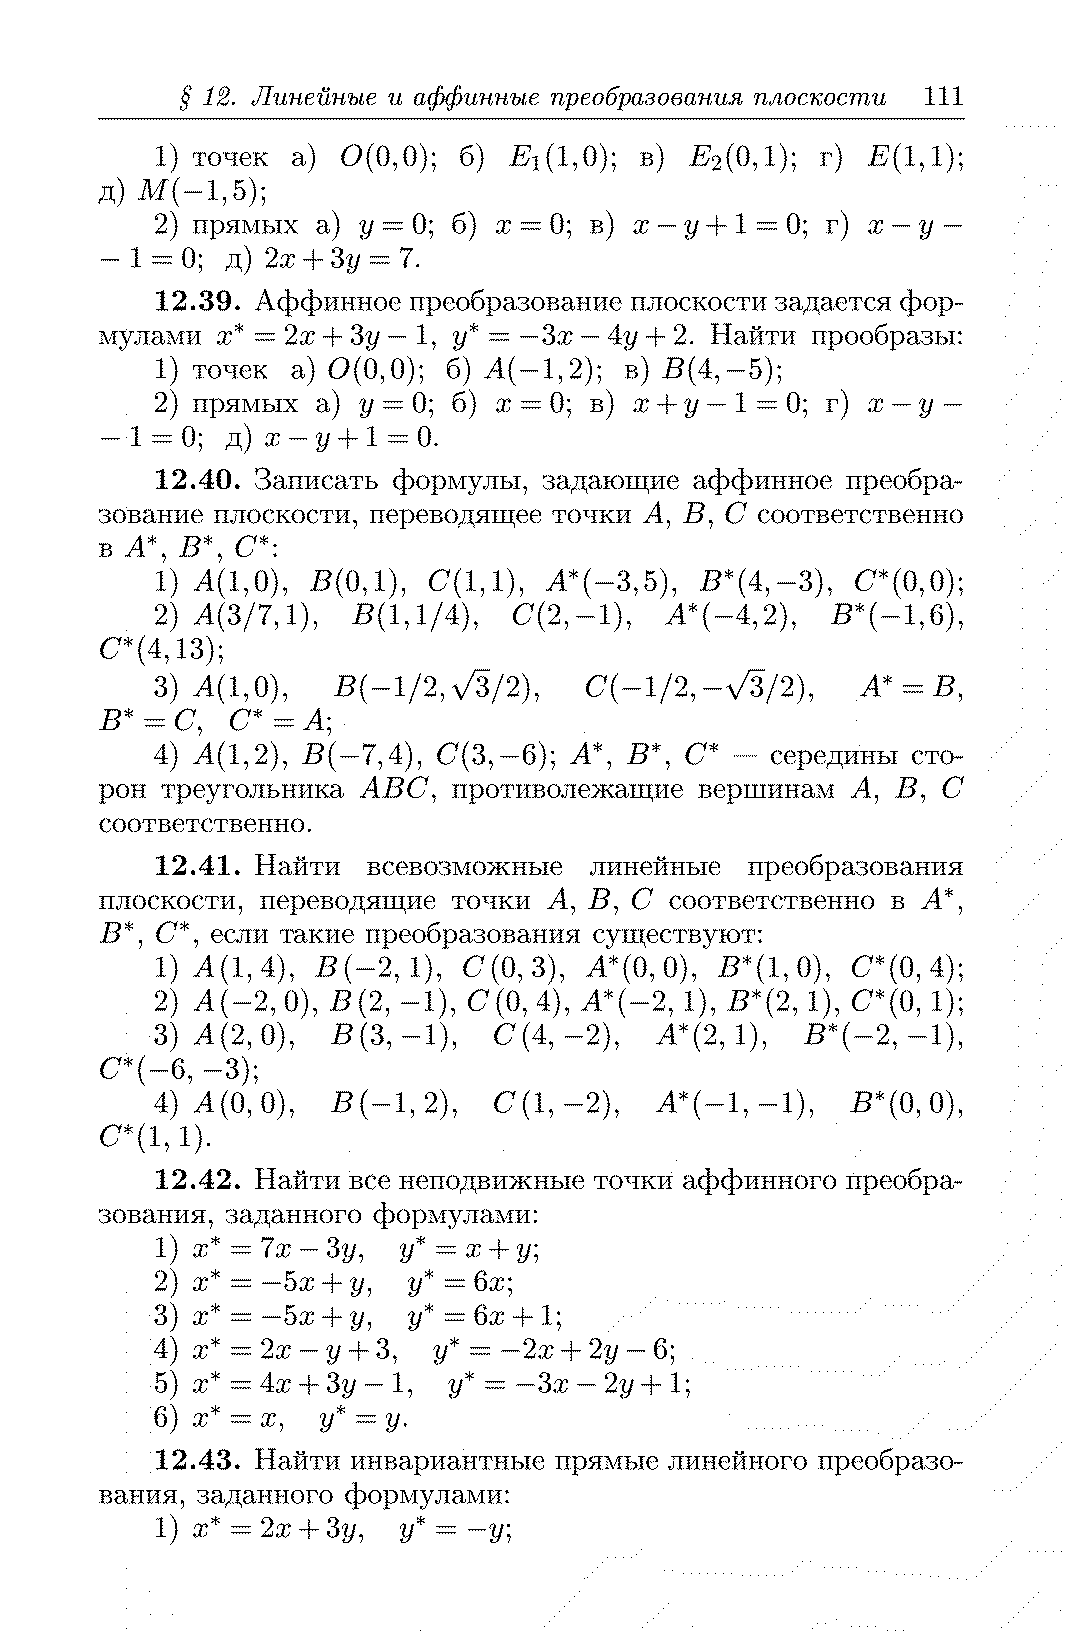 § 12. Линейные и аффинные преобразования плоскости 111
1) точек а) O(0,0); б) E₁(1,0); в) E₂(0,1); г) E(1,1);
д) M(−1,5);
2) прямых а) y = 0; б) x = 0; в) x − y + 1 = 0; г) x − y −
− 1 = 0; д) 2x + 3y = 7.
12.39. Аффинное преобразование плоскости задается фор-
мулами x* = 2x + 3y − 1, y* = −3x − 4y + 2. Найти прообразы:
1) точек а) O(0,0); б) A(−1,2); в) B(4,−5);
2) прямых а) y = 0; б) x = 0; в) x + y − 1 = 0; г) x − y −
− 1 = 0; д) x − y + 1 = 0.
12.40. Записать формулы, задающие аффинное преобра-
зование плоскости, переводящее точки A, B, C соответственно
в A*, B*, C*:
1) A(1,0), B(0,1), C(1,1), A*(−3,5), B*(4,−3), C*(0,0);
2) A(3/7,1), B(1,1/4), C(2,−1), A*(−4,2), B*(−1,6),
C*(4,13);
3) A(1,0), B(−1/2,√3/2), C(−1/2,−√3/2), A* = B,
B* = C, C* = A;
4) A(1,2), B(−7,4), C(3,−6); A*, B*, C* — середины сто-
рон треугольника ABC, противолежащие вершинам A, B, C
соответственно.
12.41. Найти всевозможные линейные преобразования
плоскости, переводящие точки A, B, C соответственно в A*,
B*, C*, если такие преобразования существуют:
1) A(1,4), B(−2,1), C(0,3), A*(0,0), B*(1,0), C*(0,4);
2) A(−2,0), B(2,−1), C(0,4), A*(−2,1), B*(2,1), C*(0,1);
3) A(2,0), B(3,−1), C(4,−2), A*(2,1), B*(−2,−1),
C*(−6,−3);
4) A(0,0), B(−1,2), C(1,−2), A*(−1,−1), B*(0,0),
C*(1,1).
12.42. Найти все неподвижные точки аффинного преобра-
зования, заданного формулами:
1) x* = 7x − 3y, y* = x + y;
2) x* = −5x + y, y* = 6x;
3) x* = −5x + y, y* = 6x + 1;
4) x* = 2x − y + 3, y* = −2x + 2y − 6;
5) x* = 4x + 3y − 1, y* = −3x − 2y + 1;
6) x* = x, y* = y.
12.43. Найти инвариантные прямые линейного преобразо-
вания, заданного формулами:
1) x* = 2x + 3y, y* = −y;